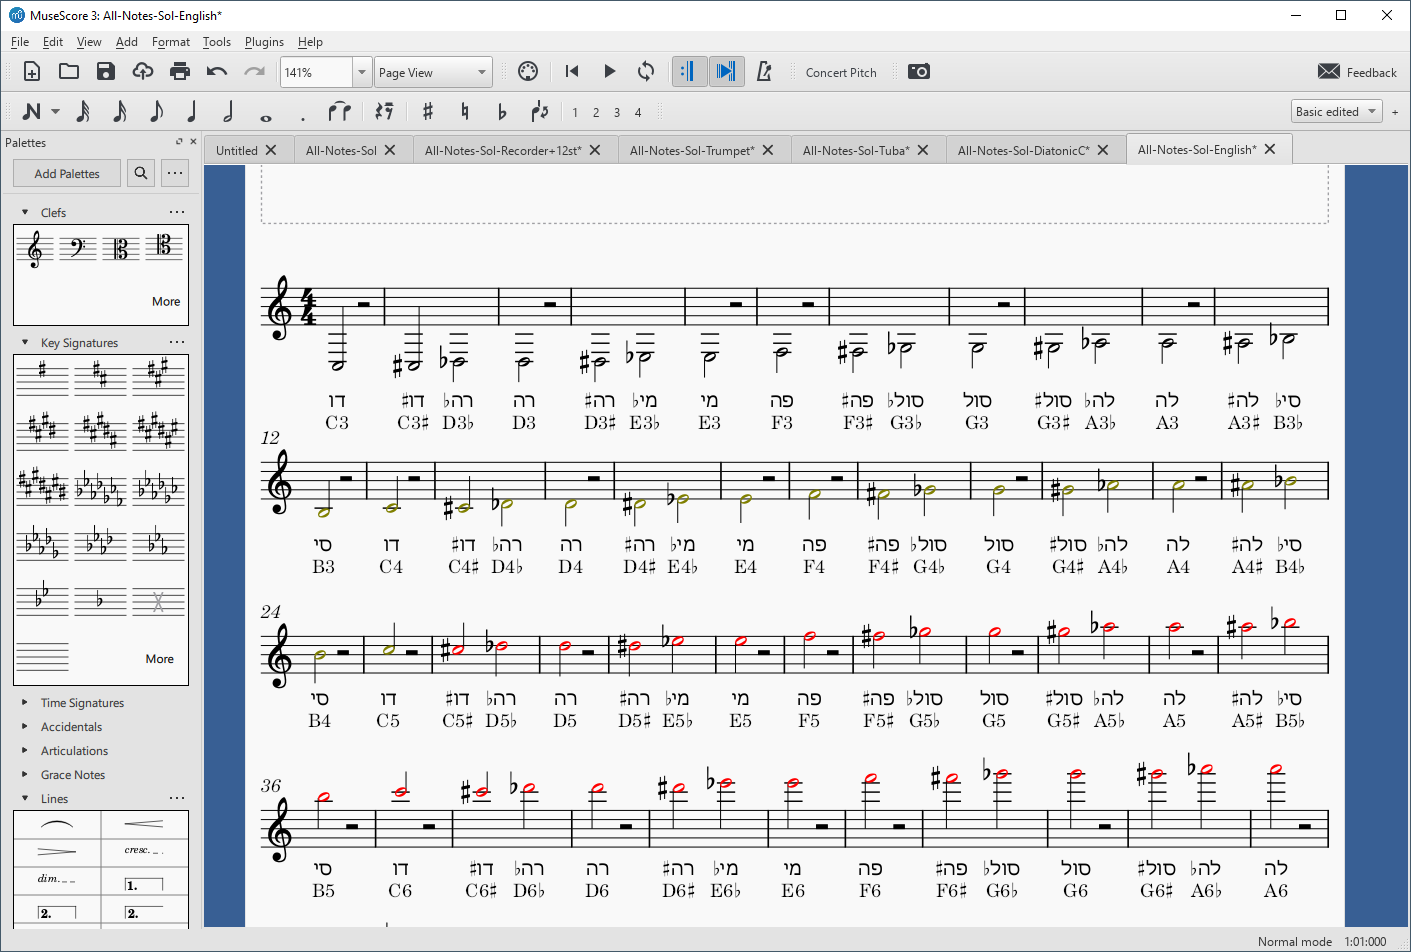 MuseScore 3: All-Notes-Sol-English*
File Edit View Add Format Tools Plugins Help
141% Page View Concert Pitch Feedback
1 2 3 4 Basic edited +
Palettes
Untitled All-Notes-Sol All-Notes-Sol-Recorder+12st* All-Notes-Sol-Trumpet* All-Notes-Sol-Tuba* All-Notes-Sol-DiatonicC* All-Notes-Sol-English*
Add Palettes ...
Clefs ...
More
Key Signatures ...
More
Time Signatures
Accidentals
Articulations
Grace Notes
Lines ...
cresc. _ _
dim. _ _
1.
2.
2.
דו דו♯ רה♭ רה רה♯ מי♭ מי פה פה♯ סול♭ סול סול♯ לה♭ לה לה♯ סי♭
C3 C3♯ D3♭ D3 D3♯ E3♭ E3 F3 F3♯ G3♭ G3 G3♯ A3♭ A3 A3♯ B3♭
12
סי דו דו♯ רה♭ רה רה♯ מי♭ מי פה פה♯ סול♭ סול סול♯ לה♭ לה לה♯ סי♭
B3 C4 C4♯ D4♭ D4 D4♯ E4♭ E4 F4 F4♯ G4♭ G4 G4♯ A4♭ A4 A4♯ B4♭
24
סי דו דו♯ רה♭ רה רה♯ מי♭ מי פה פה♯ סול♭ סול סול♯ לה♭ לה לה♯ סי♭
B4 C5 C5♯ D5♭ D5 D5♯ E5♭ E5 F5 F5♯ G5♭ G5 G5♯ A5♭ A5 A5♯ B5♭
36
סי דו דו♯ רה♭ רה רה♯ מי♭ מי פה פה♯ סול♭ סול סול♯ לה♭ לה
B5 C6 C6♯ D6♭ D6 D6♯ E6♭ E6 F6 F6♯ G6♭ G6 G6♯ A6♭ A6
Normal mode 1:01:000